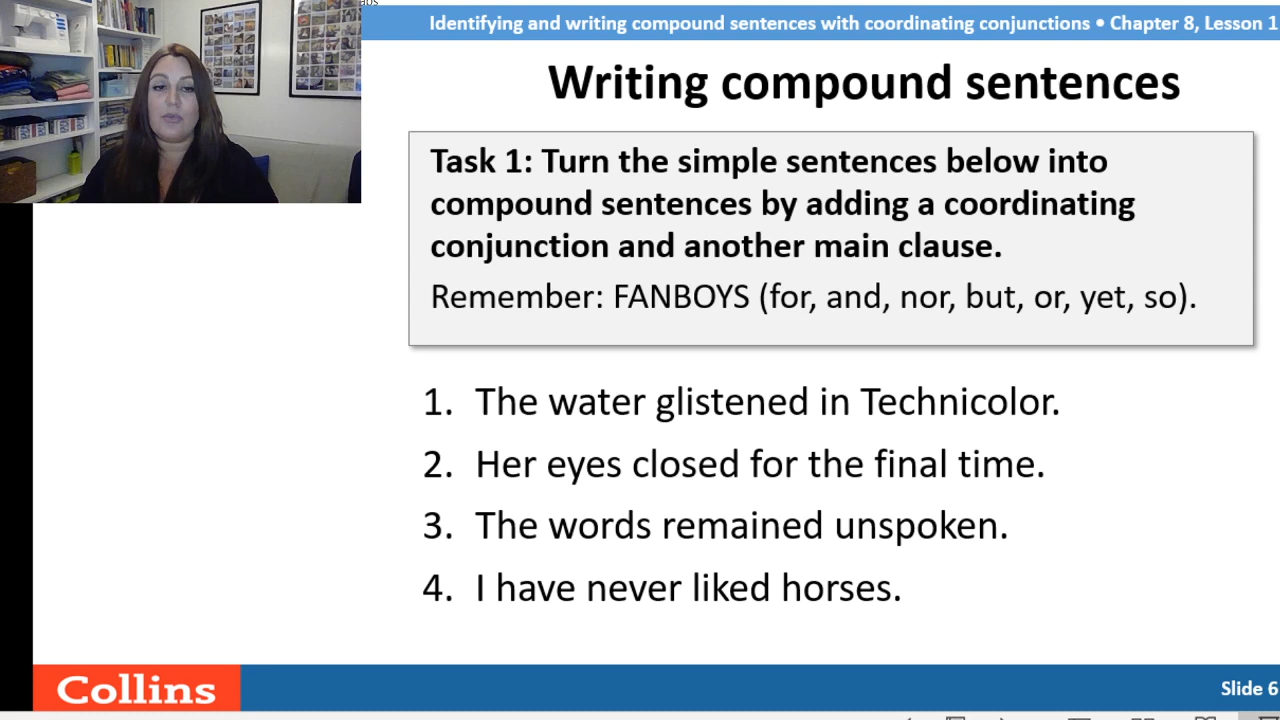 abs
Identifying and writing compound sentences with coordinating conjunctions • Chapter 8, Lesson 1
Writing compound sentences
Task 1: Turn the simple sentences below into
compound sentences by adding a coordinating
conjunction and another main clause.
Remember: FANBOYS (for, and, nor, but, or, yet, so).
1. The water glistened in Technicolor.
2. Her eyes closed for the final time.
3. The words remained unspoken.
4. I have never liked horses.
Collins
Slide 6